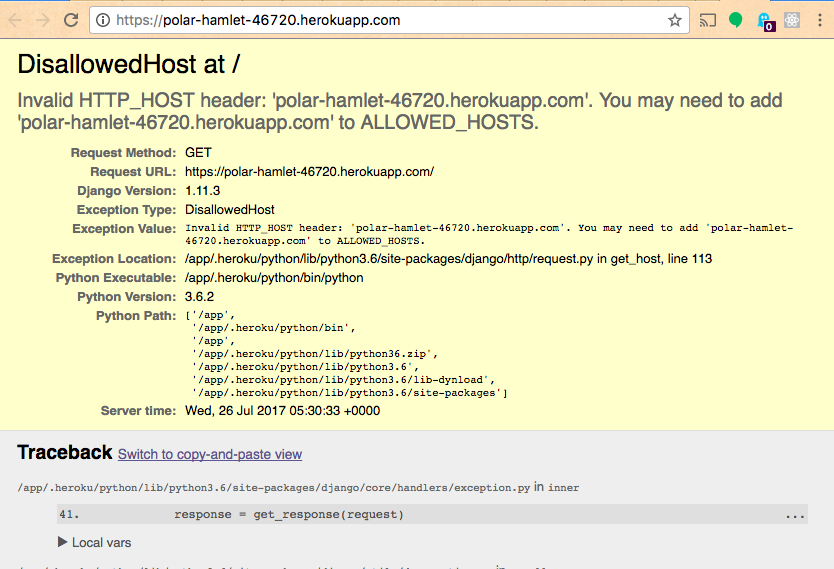 https://polar-hamlet-46720.herokuapp.com
0
DisallowedHost at /
Invalid HTTP_HOST header: 'polar-hamlet-46720.herokuapp.com'. You may need to add
'polar-hamlet-46720.herokuapp.com' to ALLOWED_HOSTS.
Request Method: GET
Request URL: https://polar-hamlet-46720.herokuapp.com/
Django Version: 1.11.3
Exception Type: DisallowedHost
Exception Value: Invalid HTTP_HOST header: 'polar-hamlet-46720.herokuapp.com'. You may need to add 'polar-hamlet-
46720.herokuapp.com' to ALLOWED_HOSTS.
Exception Location: /app/.heroku/python/lib/python3.6/site-packages/django/http/request.py in get_host, line 113
Python Executable: /app/.heroku/python/bin/python
Python Version: 3.6.2
Python Path: ['/app',
'/app/.heroku/python/bin',
'/app',
'/app/.heroku/python/lib/python36.zip',
'/app/.heroku/python/lib/python3.6',
'/app/.heroku/python/lib/python3.6/lib-dynload',
'/app/.heroku/python/lib/python3.6/site-packages']
Server time: Wed, 26 Jul 2017 05:30:33 +0000
Traceback Switch to copy-and-paste view
/app/.heroku/python/lib/python3.6/site-packages/django/core/handlers/exception.py in inner
41. response = get_response(request) ...
▶ Local vars